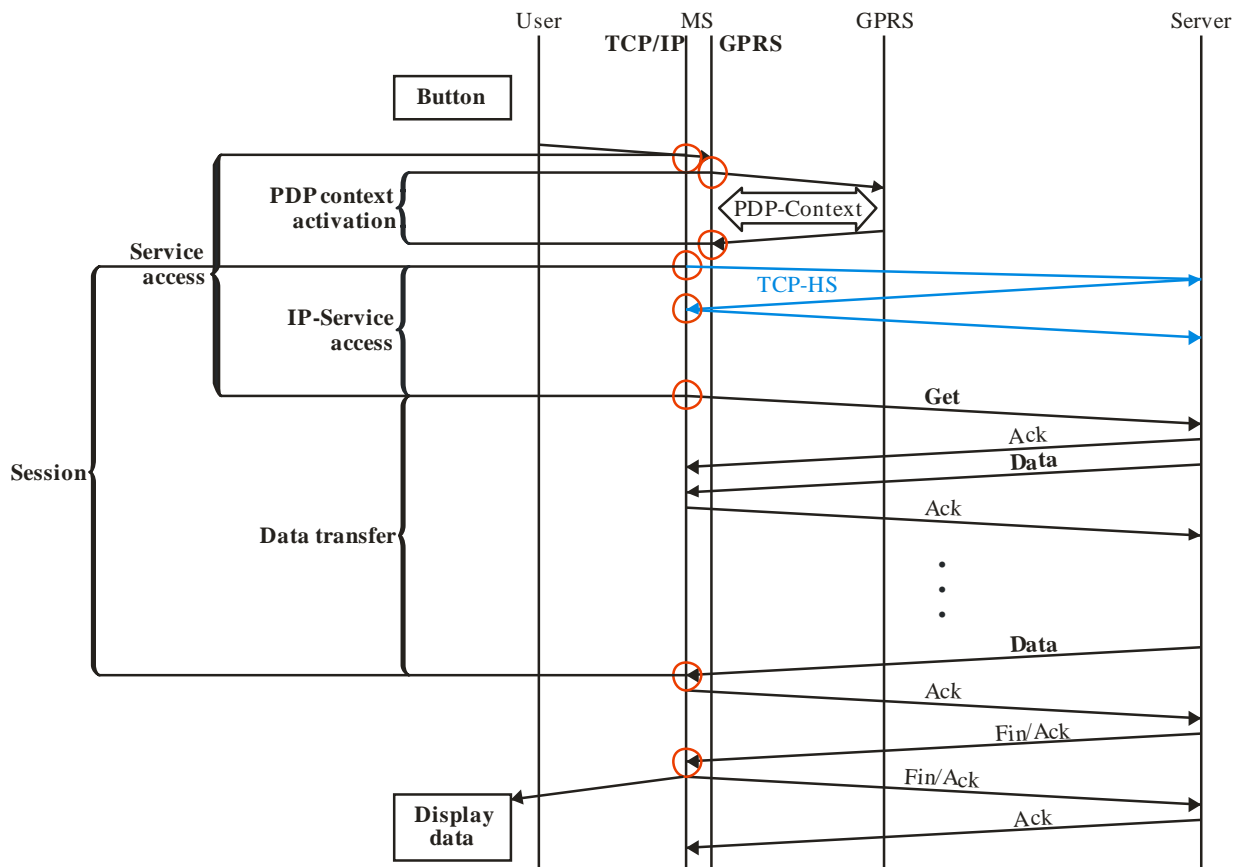 User MS GPRS Server
TCP/IP GPRS
Button
PDP context
activation
PDP-Context
Service
access
TCP-HS
IP-Service
access
Get
Ack
Data
Session
Ack
Data transfer
Data
Ack
Fin/Ack
Fin/Ack
Display
data
Ack